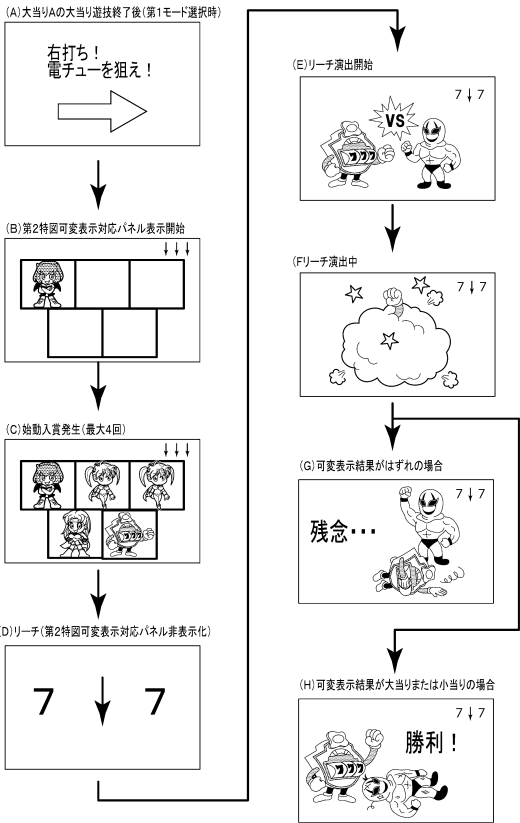 (A)大当りAの大当り遊技終了後(第1モード選択時)
右打ち！
電チューを狙え！
(B)第2特図可変表示対応パネル表示開始
↓↓↓
(C)始動入賞発生(最大4回)
↓↓↓
(D)リーチ(第2特図可変表示対応パネル非表示化)
7↓7
(E)リーチ演出開始
7↓7
VS
777
(Fリーチ演出中
7↓7
(G)可変表示結果がはずれの場合
7↓7
残念・・・
(H)可変表示結果が大当りまたは小当りの場合
7↓7
勝利！
777